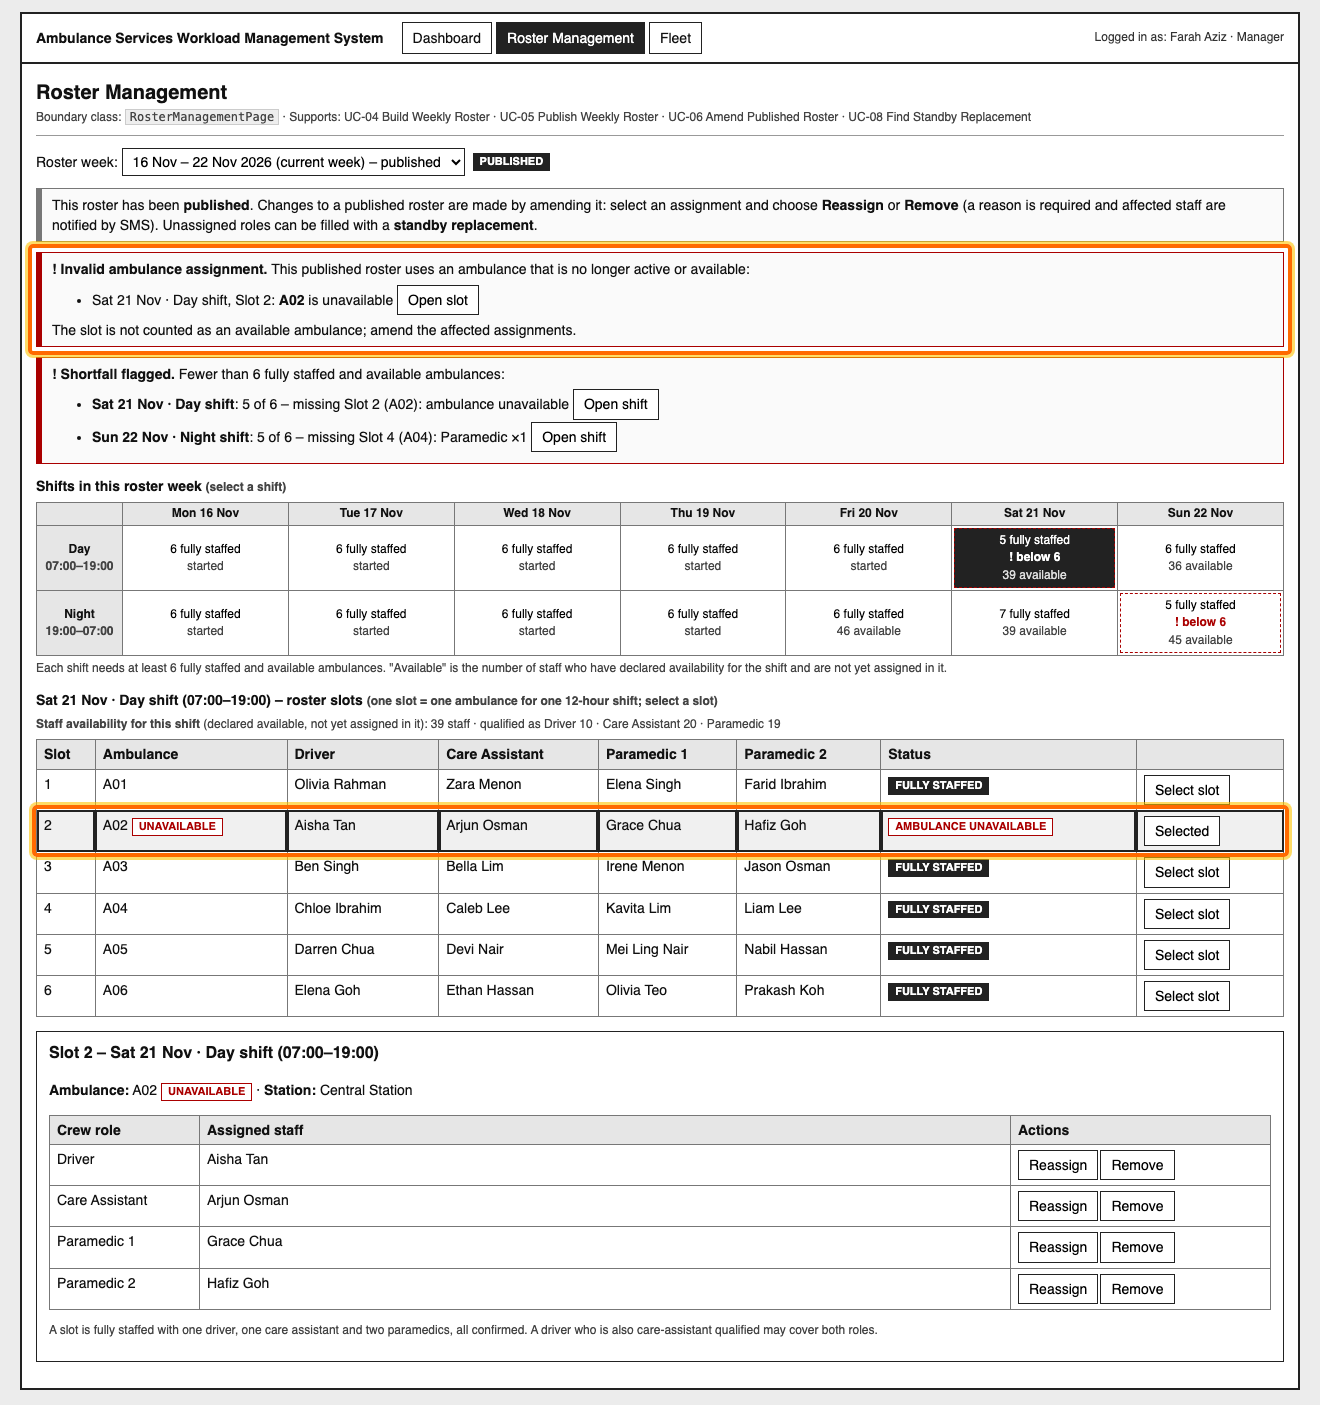 Ambulance Services Workload Management System
Dashboard
Roster Management
Fleet
Logged in as: Farah Aziz · Manager
Roster Management
Boundary class: RosterManagementPage · Supports: UC-04 Build Weekly Roster · UC-05 Publish Weekly Roster · UC-06 Amend Published Roster · UC-08 Find Standby Replacement
Roster week: 16 Nov – 22 Nov 2026 (current week) – published PUBLISHED
This roster has been published. Changes to a published roster are made by amending it: select an assignment and choose Reassign or Remove (a reason is required and affected staff are
notified by SMS). Unassigned roles can be filled with a standby replacement.
! Invalid ambulance assignment. This published roster uses an ambulance that is no longer active or available:
• Sat 21 Nov · Day shift, Slot 2: A02 is unavailable Open slot
The slot is not counted as an available ambulance; amend the affected assignments.
! Shortfall flagged. Fewer than 6 fully staffed and available ambulances:
• Sat 21 Nov · Day shift: 5 of 6 – missing Slot 2 (A02): ambulance unavailable Open shift
• Sun 22 Nov · Night shift: 5 of 6 – missing Slot 4 (A04): Paramedic ×1 Open shift
Shifts in this roster week (select a shift)
Mon 16 Nov Tue 17 Nov Wed 18 Nov Thu 19 Nov Fri 20 Nov Sat 21 Nov Sun 22 Nov
Day
07:00–19:00
6 fully staffed
started
6 fully staffed
started
6 fully staffed
started
6 fully staffed
started
6 fully staffed
started
5 fully staffed
! below 6
39 available
6 fully staffed
36 available
Night
19:00–07:00
6 fully staffed
started
6 fully staffed
started
6 fully staffed
started
6 fully staffed
started
6 fully staffed
46 available
7 fully staffed
39 available
5 fully staffed
! below 6
45 available
Each shift needs at least 6 fully staffed and available ambulances. "Available" is the number of staff who have declared availability for the shift and are not yet assigned in it.
Sat 21 Nov · Day shift (07:00–19:00) – roster slots (one slot = one ambulance for one 12-hour shift; select a slot)
Staff availability for this shift (declared available, not yet assigned in it): 39 staff · qualified as Driver 10 · Care Assistant 20 · Paramedic 19
Slot Ambulance Driver Care Assistant Paramedic 1 Paramedic 2 Status
1 A01 Olivia Rahman Zara Menon Elena Singh Farid Ibrahim FULLY STAFFED Select slot
2 A02 UNAVAILABLE Aisha Tan Arjun Osman Grace Chua Hafiz Goh AMBULANCE UNAVAILABLE Selected
3 A03 Ben Singh Bella Lim Irene Menon Jason Osman FULLY STAFFED Select slot
4 A04 Chloe Ibrahim Caleb Lee Kavita Lim Liam Lee FULLY STAFFED Select slot
5 A05 Darren Chua Devi Nair Mei Ling Nair Nabil Hassan FULLY STAFFED Select slot
6 A06 Elena Goh Ethan Hassan Olivia Teo Prakash Koh FULLY STAFFED Select slot
Slot 2 – Sat 21 Nov · Day shift (07:00–19:00)
Ambulance: A02 UNAVAILABLE · Station: Central Station
Crew role Assigned staff Actions
Driver Aisha Tan Reassign Remove
Care Assistant Arjun Osman Reassign Remove
Paramedic 1 Grace Chua Reassign Remove
Paramedic 2 Hafiz Goh Reassign Remove
A slot is fully staffed with one driver, one care assistant and two paramedics, all confirmed. A driver who is also care-assistant qualified may cover both roles.